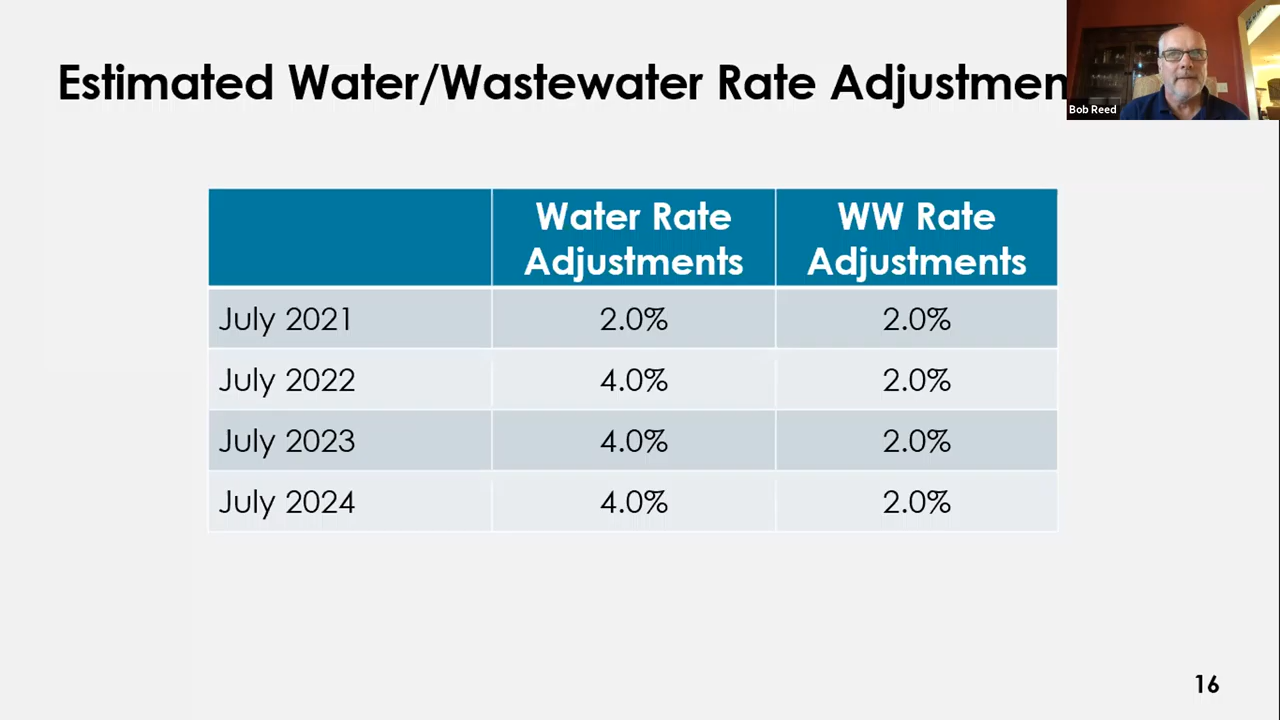 Estimated Water/Wastewater Rate Adjustmen
Bob Reed
Water Rate
Adjustments
WW Rate
Adjustments
July 2021 2.0% 2.0%
July 2022 4.0% 2.0%
July 2023 4.0% 2.0%
July 2024 4.0% 2.0%
16